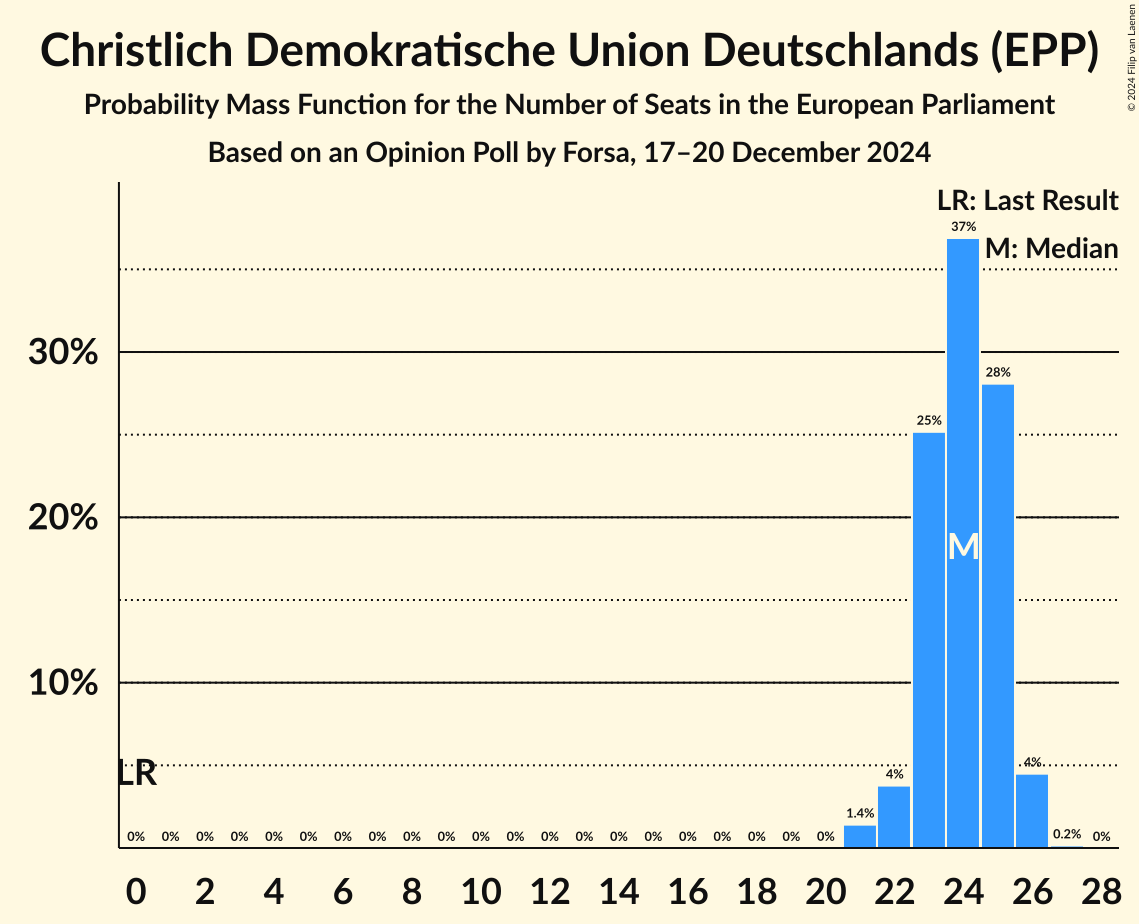 Christlich Demokratische Union Deutschlands (EPP)
Probability Mass Function for the Number of Seats in the European Parliament
Based on an Opinion Poll by Forsa, 17–20 December 2024
© 2024 Filip van Laenen
LR: Last Result
M: Median
37%
30%
28%
25%
20%
M
10%
LR
4%
4%
1.4%
0.2%
0% 0% 0% 0% 0% 0% 0% 0% 0% 0% 0% 0% 0% 0% 0% 0% 0% 0% 0% 0% 0% 0%
0 2 4 6 8 10 12 14 16 18 20 22 24 26 28